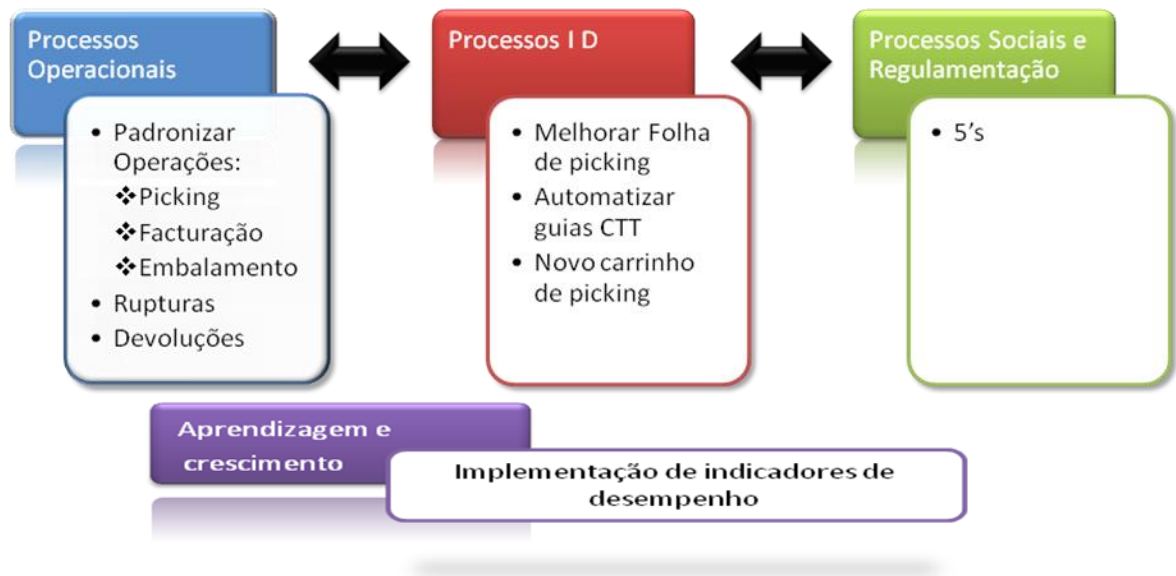 Processos
Operacionais
• Padronizar
Operações:
❖Picking
❖Facturação
❖Embalamento
• Rupturas
• Devoluções
Processos I D
• Melhorar Folha
de picking
• Automatizar
guias CTT
• Novo carrinho
de picking
Processos Sociais e
Regulamentação
• 5’s
Aprendizagem e
crescimento
Implementação de indicadores de
desempenho